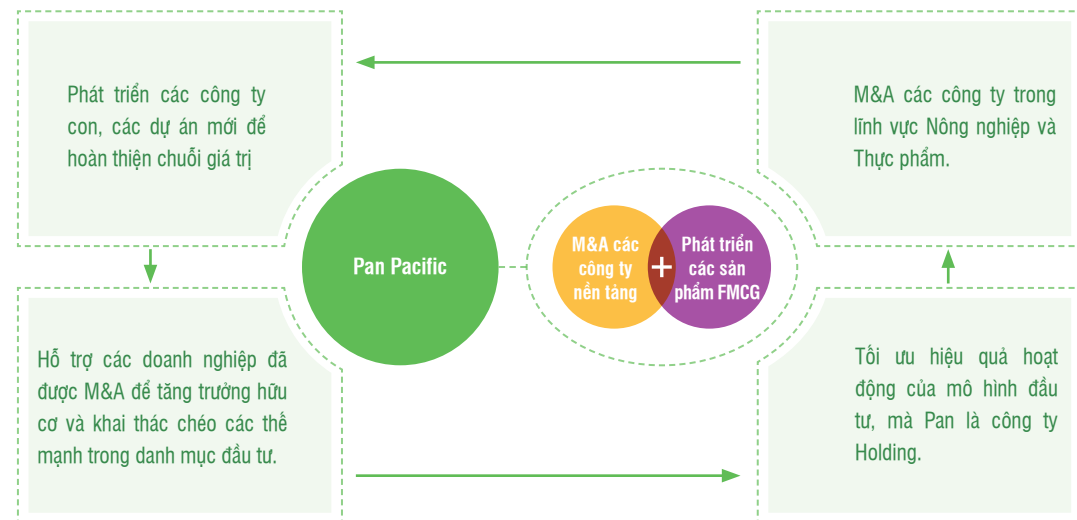 Phát triển các công ty
con, các dự án mới để
hoàn thiện chuỗi giá trị
M&A các công ty trong
lĩnh vực Nông nghiệp và
Thực phẩm.
Pan Pacific
M&A các
công ty
nền tảng
+
Phát triển
các sản
phẩm FMCG
Hỗ trợ các doanh nghiệp đã
được M&A để tăng trưởng hữu
cơ và khai thác chéo các thế
mạnh trong danh mục đầu tư.
Tối ưu hiệu quả hoạt
động của mô hình đầu
tư, mà Pan là công ty
Holding.